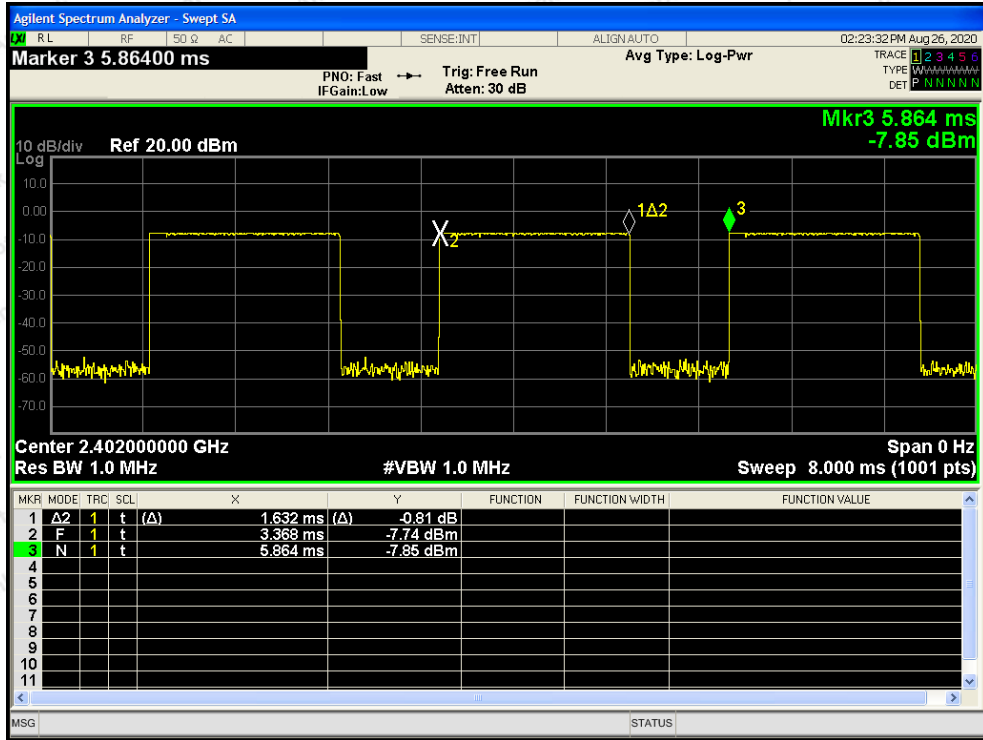 Agilent Spectrum Analyzer - Swept SA
LXI RL RF 50 Ω AC SENSE:INT ALIGN AUTO 02:23:32 PM Aug 26, 2020
Marker 3 5.86400 ms Avg Type: Log-Pwr TRACE 1 2 3 4 5 6
PNO: Fast Trig: Free Run TYPE WWWWWW
IFGain:Low Atten: 30 dB DET P N N N N N
Mkr3 5.864 ms
10 dB/div Ref 20.00 dBm -7.85 dBm
Log
10.0
0.00 1Δ2 3
-10.0 2
-20.0
-30.0
-40.0
-50.0
-60.0
-70.0
Center 2.402000000 GHz Span 0 Hz
Res BW 1.0 MHz #VBW 1.0 MHz Sweep 8.000 ms (1001 pts)
MKR MODE TRC SCL X Y FUNCTION FUNCTION WIDTH FUNCTION VALUE
1 Δ2 1 t (Δ) 1.632 ms (Δ) -0.81 dB
2 F 1 t 3.368 ms -7.74 dBm
3 N 1 t 5.864 ms -7.85 dBm
4
5
6
7
8
9
10
11
MSG STATUS